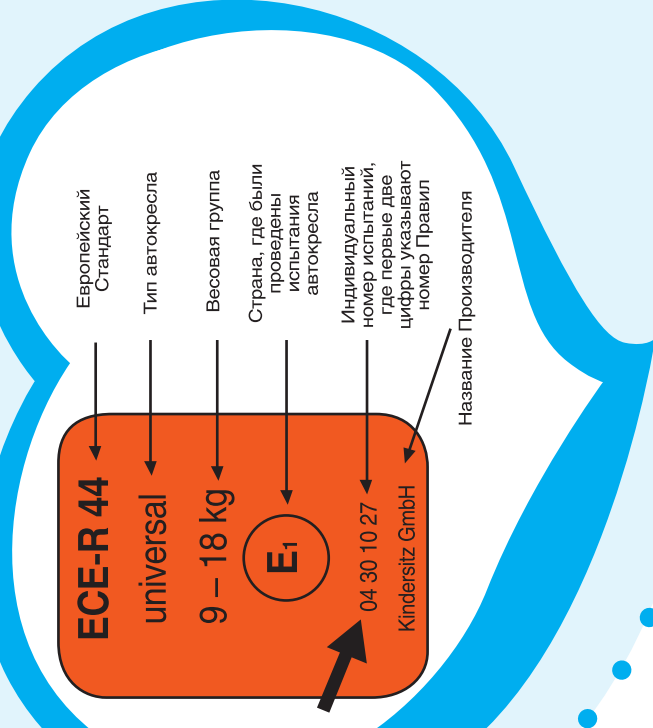 ECE-R 44
universal
9 – 18 kg
E1
04 30 10 27
Kindersitz GmbH
Европейский
Стандарт
Тип автокресла
Весовая группа
Страна, где были
проведены
испытания
автокресла
Индивидуальный
номер испытаний,
где первые две
цифры указывают
номер Правил
Название Производителя